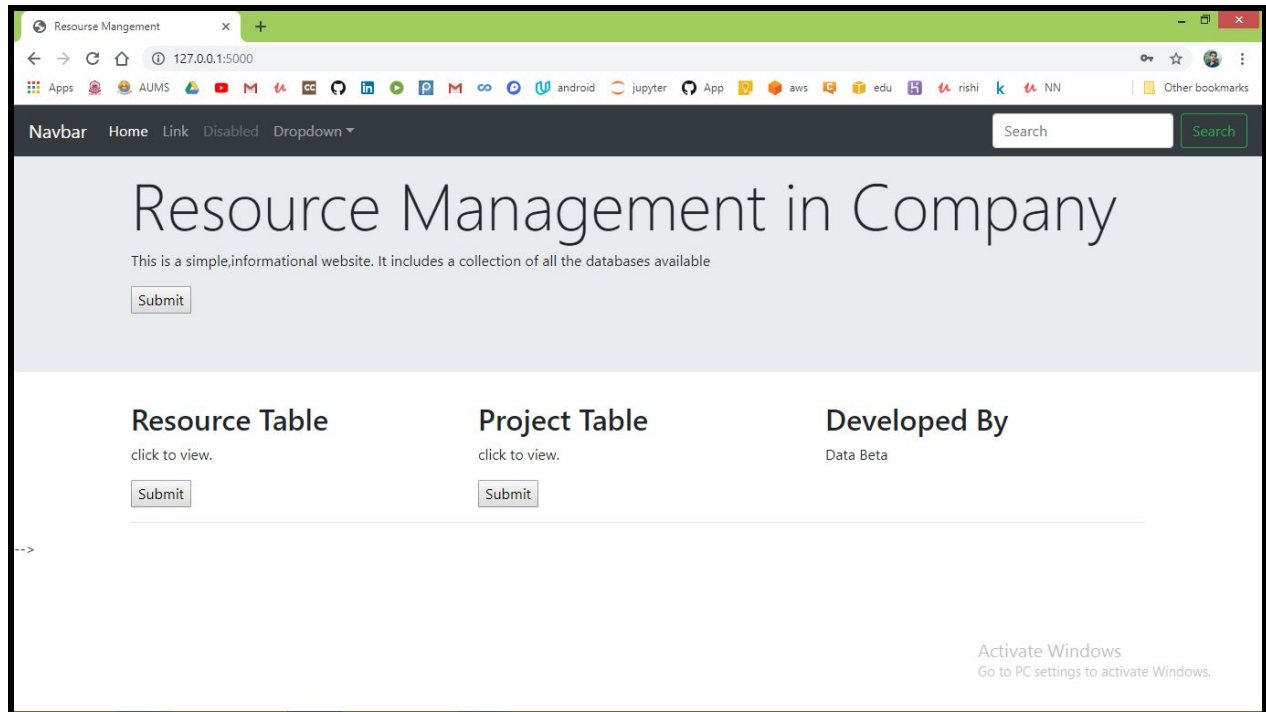 Resourse Mangement
127.0.0.1:5000
Apps AUMS M CC in M android jupyter App aws edu rishi k NN Other bookmarks
Navbar Home Link Disabled Dropdown Search Search
Resource Management in Company
This is a simple,informational website. It includes a collection of all the databases available
Submit
Resource Table Project Table Developed By
click to view. click to view. Data Beta
Submit Submit
-->
Activate Windows
Go to PC settings to activate Windows.